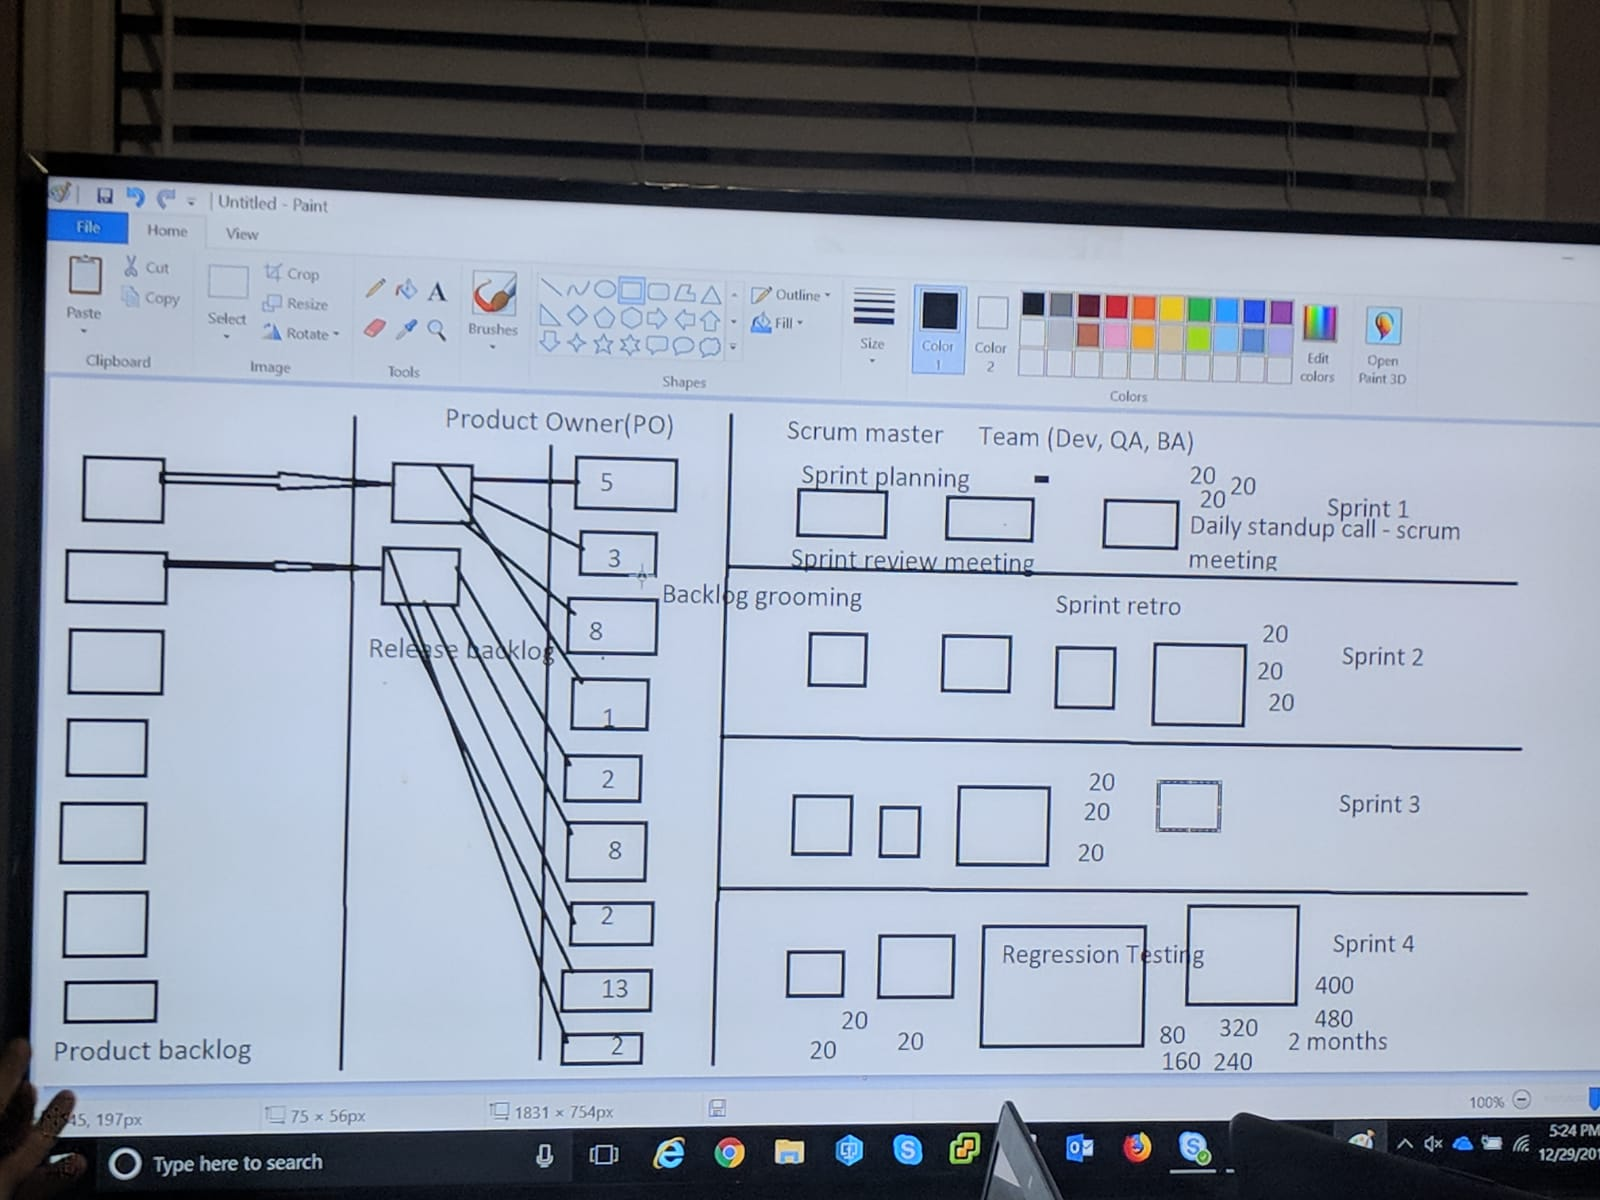 Untitled - Paint
File
Home
View
Paste
Cut
Copy
Clipboard
Select
Crop
Resize
Rotate
Image
A
Tools
Brushes
Shapes
Outline
Fill
Size
Color 1
Color 2
Colors
Edit colors
Open Paint 3D
Product Owner(PO)
Scrum master
Team (Dev, QA, BA)
Sprint planning
20
20
20
Sprint 1
Daily standup call - scrum
meeting
Sprint review meeting
5
3
Backlog grooming
Sprint retro
8
Release backlog
20
20
20
Sprint 2
1
2
20
20
20
Sprint 3
8
2
Regression Testing
Sprint 4
400
13
20
20
20
80
320
480
2 months
160
240
2
Product backlog
197px
75 × 56px
1831 × 754px
100%
Type here to search
5:24 PM